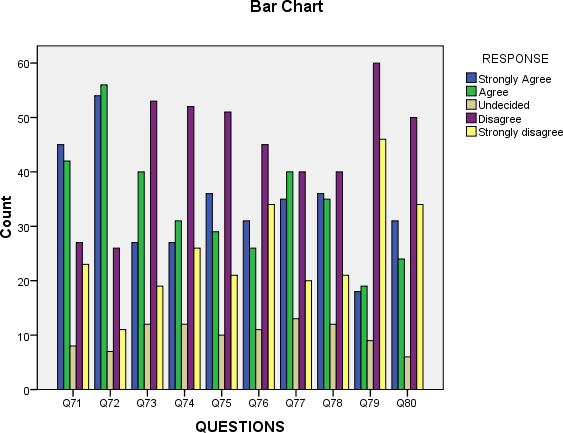 Bar Chart
RESPONSE
Strongly Agree
Agree
Undecided
Disagree
Strongly disagree
Count
60
50
40
30
20
10
0
Q71 Q72 Q73 Q74 Q75 Q76 Q77 Q78 Q79 Q80
QUESTIONS